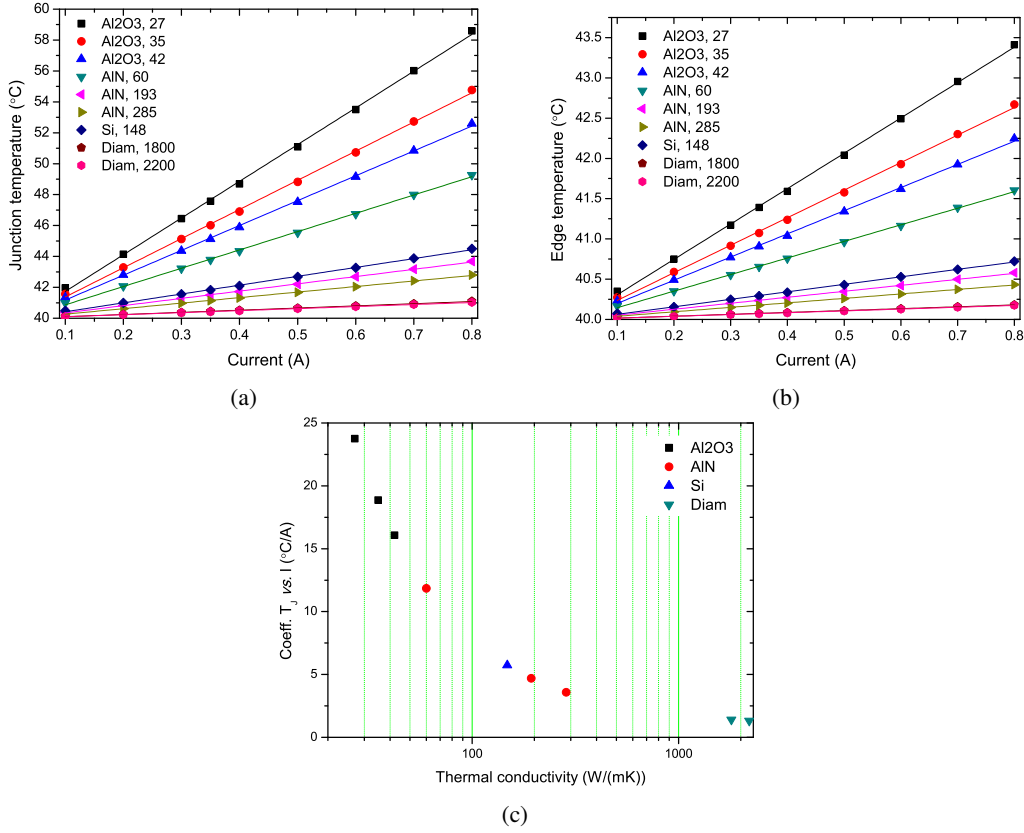 60
58
56
54
52
50
48
46
44
42
40
Junction temperature (°C)
Al2O3, 27
Al2O3, 35
Al2O3, 42
AlN, 60
AlN, 193
AlN, 285
Si, 148
Diam, 1800
Diam, 2200
0.1 0.2 0.3 0.4 0.5 0.6 0.7 0.8
Current (A)
(a)
43.5
43.0
42.5
42.0
41.5
41.0
40.5
40.0
Edge temperature (°C)
Al2O3, 27
Al2O3, 35
Al2O3, 42
AlN, 60
AlN, 193
AlN, 285
Si, 148
Diam, 1800
Diam, 2200
0.1 0.2 0.3 0.4 0.5 0.6 0.7 0.8
Current (A)
(b)
25
20
15
10
5
0
Coeff. TJ vs. I (°C/A)
Al2O3
AlN
Si
Diam
100 1000
Thermal conductivity (W/(mK))
(c)